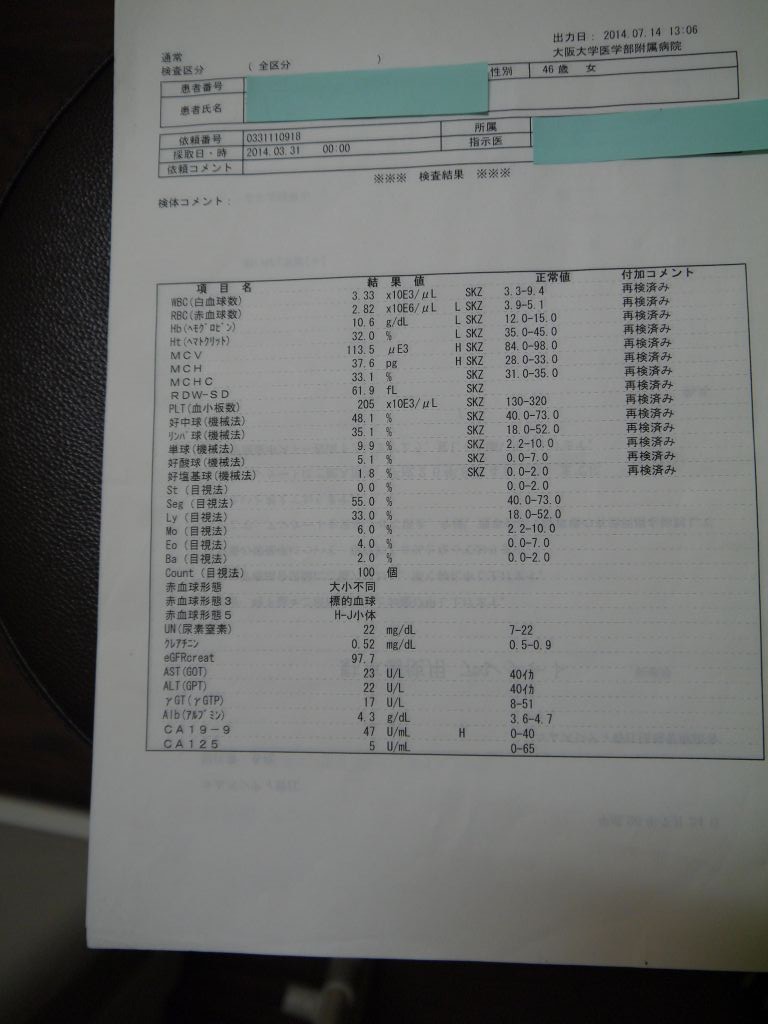 出力日: 2014.07.14 13:06
大阪大学医学部附属病院
通常
検査区分 ( 全区分 )
患者番号 性別 46歳 女
患者氏名
依頼番号 0331110918 所属
採取日・時 2014.03.31 00:00 指示医
依頼コメント
※※※ 検査結果 ※※※
検体コメント:
項目名 結果値 正常値 付加コメント
WBC(白血球数) 3.33 x10E3/μL SKZ 3.3-9.4 再検済み
RBC(赤血球数) 2.82 x10E6/μL L SKZ 3.9-5.1 再検済み
Hb(ヘモグロビン) 10.6 g/dL L SKZ 12.0-15.0 再検済み
Ht(ヘマトクリット) 32.0 % L SKZ 35.0-45.0 再検済み
MCV 113.5 μE3 H SKZ 84.0-98.0 再検済み
MCH 37.6 pg H SKZ 28.0-33.0 再検済み
MCHC 33.1 % SKZ 31.0-35.0 再検済み
RDW-SD 61.9 fL SKZ 再検済み
PLT(血小板数) 205 x10E3/μL SKZ 130-320 再検済み
好中球(機械法) 48.1 % SKZ 40.0-73.0 再検済み
リンパ球(機械法) 35.1 % SKZ 18.0-52.0 再検済み
単球(機械法) 9.9 % SKZ 2.2-10.0 再検済み
好酸球(機械法) 5.1 % SKZ 0.0-7.0 再検済み
好塩基球(機械法) 1.8 % SKZ 0.0-2.0 再検済み
St (目視法) 0.0 % 0.0-2.0
Seg (目視法) 55.0 % 40.0-73.0
Ly (目視法) 33.0 % 18.0-52.0
Mo (目視法) 6.0 % 2.2-10.0
Eo (目視法) 4.0 % 0.0-7.0
Ba (目視法) 2.0 % 0.0-2.0
Count (目視法) 100 個
赤血球形態 大小不同
赤血球形態3 標的血球
赤血球形態5 H-J小体
UN(尿素窒素) 22 mg/dL 7-22
クレアチニン 0.52 mg/dL 0.5-0.9
eGFRcreat 97.7
AST(GOT) 23 U/L 40イカ
ALT(GPT) 22 U/L 40イカ
γGT(γGTP) 17 U/L 8-51
Alb(アルブミン) 4.3 g/dL 3.6-4.7
CA19-9 47 U/mL H 0-40
CA125 5 U/mL 0-65